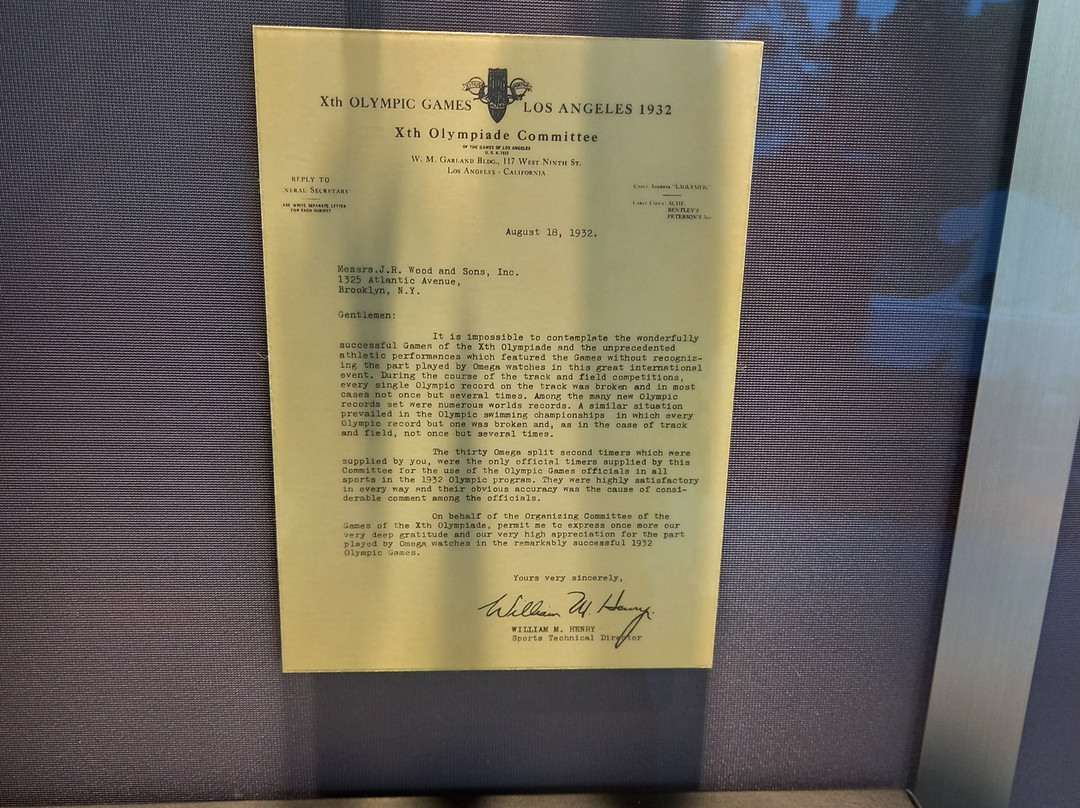 Xth OLYMPIC GAMES LOS ANGELES 1932
Xth Olympiade Committee
OF THE GAMES OF LOS ANGELES
U.S.A. 1932
W. M. GARLAND BLDG., 117 WEST NINTH ST.
LOS ANGELES - CALIFORNIA
REPLY TO
NERAL SECRETARY
WRITE SEPARATE LETTER
FOR EACH SUBJECT
CABLE ADDRESS "LAOLYMPIC"
CABLE CODES ACME
BENTLEY'S
PETERSON'S
August 18, 1932.
Messrs.J.R. Wood and Sons, Inc.
1325 Atlantic Avenue,
Brooklyn, N.Y.
Gentlemen:
It is impossible to contemplate the wonderfully
successful Games of the Xth Olympiade and the unprecedented
athletic performances which featured the Games without recogniz-
ing the part played by Omega watches in this great international
event. During the course of the track and field competitions,
every single Olympic record on the track was broken and in most
cases not once but several times. Among the many new Olympic
records set were numerous worlds records. A similar situation
prevailed in the Olympic swimming championships in which every
Olympic record but one was broken and, as in the case of track
and field, not once but several times.
The thirty Omega split second timers which were
supplied by you, were the only official timers supplied by this
Committee for the use of the Olympic Games officials in all
sports in the 1932 Olympic program. They were highly satisfactory
in every way and their obvious accuracy was the cause of consi-
derable comment among the officials.
On behalf of the Organizing Committee of the
Games of the Xth Olympiade, permit me to express once more our
very deep gratitude and our very high appreciation for the part
played by Omega watches in the remarkably successful 1932
Olympic Games.
Yours very sincerely,
William M. Henry.
WILLIAM M. HENRY
Sports Technical Director